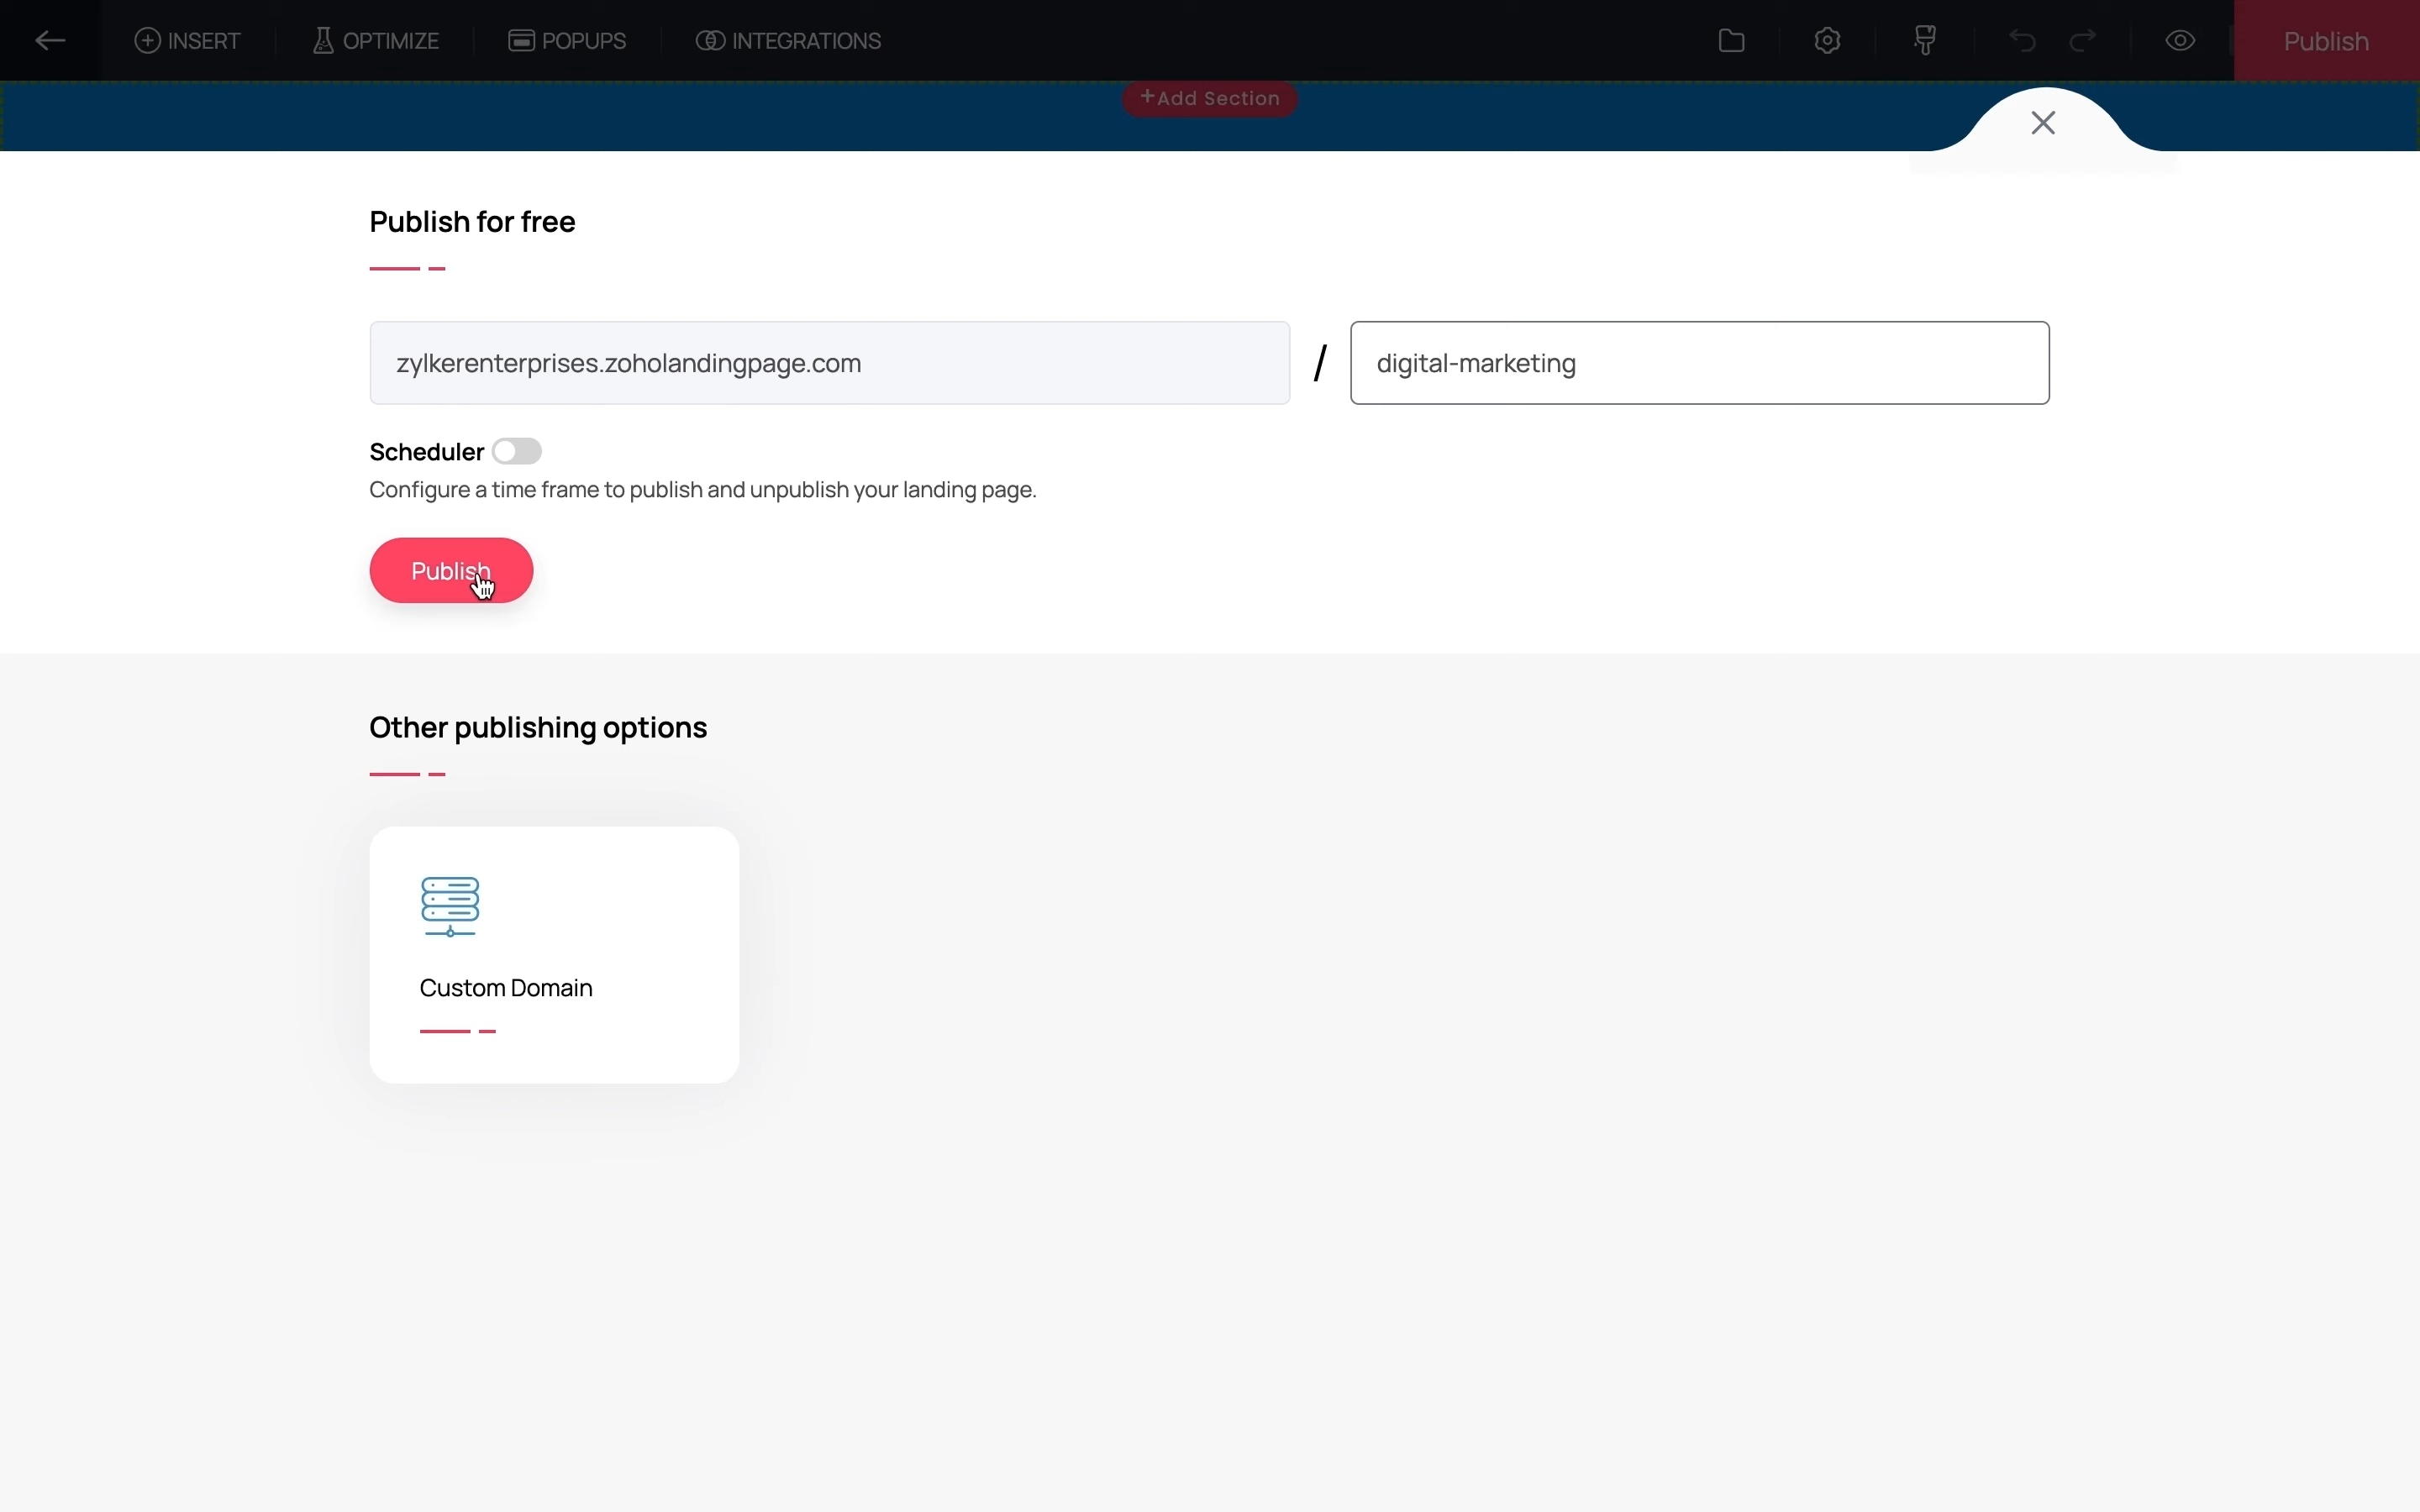 INSERT OPTIMIZE POPUPS INTEGRATIONS Publish
+Add Section
Publish for free
zylkerenterprises.zoholandingpage.com / digital-marketing
Scheduler
Configure a time frame to publish and unpublish your landing page.
Publish
Other publishing options
Custom Domain